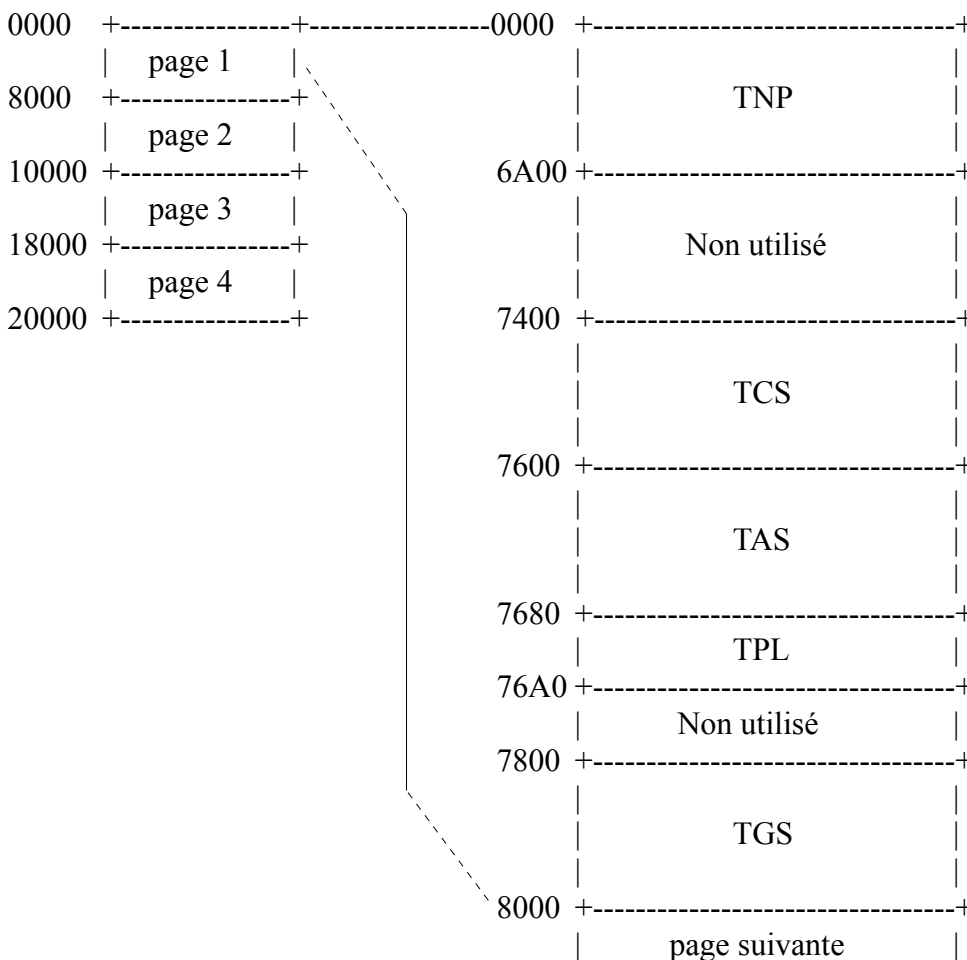 0000 0000
page 1
8000 TNP
page 2
10000 6A00
page 3
18000 Non utilisé
page 4
20000 7400
TCS
7600
TAS
7680
TPL
76A0
Non utilisé
7800
TGS
8000
page suivante